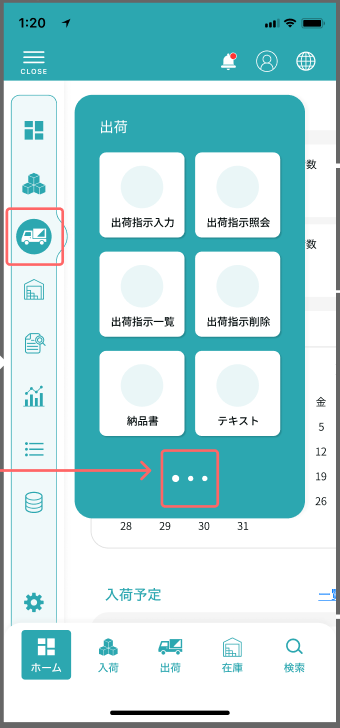 1:20
CLOSE
出荷
出荷指示入力
出荷指示照会
数
出荷指示一覧
出荷指示削除
数
納品書
テキスト
金
5
12
19
26
28 29 30 31
入荷予定
ホーム
入荷
出荷
在庫
検索